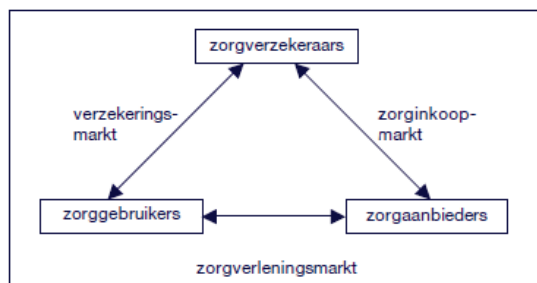 zorgverzekeraars
verzekerings-
markt
zorginkoop-
markt
zorggebruikers
zorgaanbieders
zorgverleningsmarkt